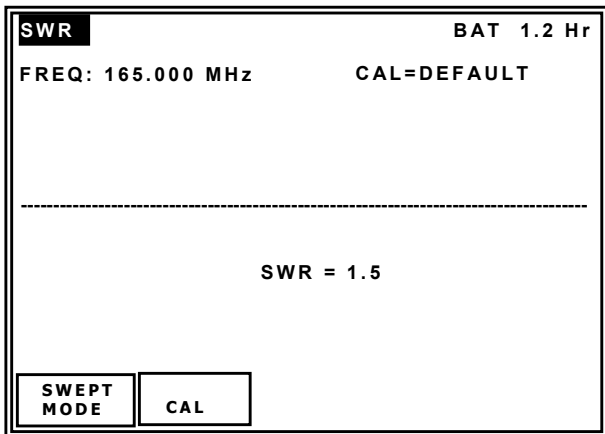 SWR BAT 1.2 Hr
FREQ: 165.000 MHz CAL=DEFAULT
SWR = 1.5
SWEPT
MODE
CAL